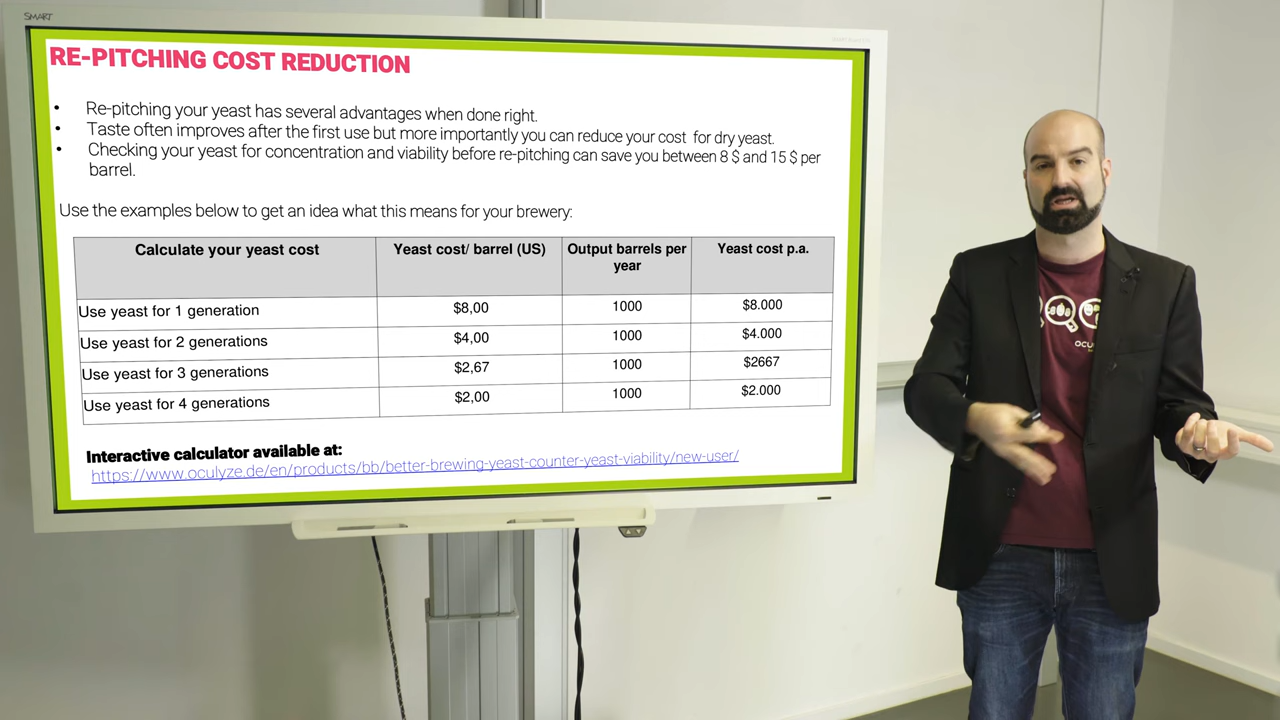 SMART
RE-PITCHING COST REDUCTION
• Re-pitching your yeast has several advantages when done right.
• Taste often improves after the first use but more importantly you can reduce your cost for dry yeast.
• Checking your yeast for concentration and viability before re-pitching can save you between 8 $ and 15 $ per
barrel.
Use the examples below to get an idea what this means for your brewery:
Calculate your yeast cost Yeast cost/ barrel (US) Output barrels per Yeast cost p.a.
year
Use yeast for 1 generation $8,00 1000 $8.000
Use yeast for 2 generations $4,00 1000 $4.000
Use yeast for 3 generations $2,67 1000 $2667
Use yeast for 4 generations $2,00 1000 $2.000
Interactive calculator available at:
https://www.oculyze.de/en/products/bb/better-brewing-yeast-counter-yeast-viability/new-user/